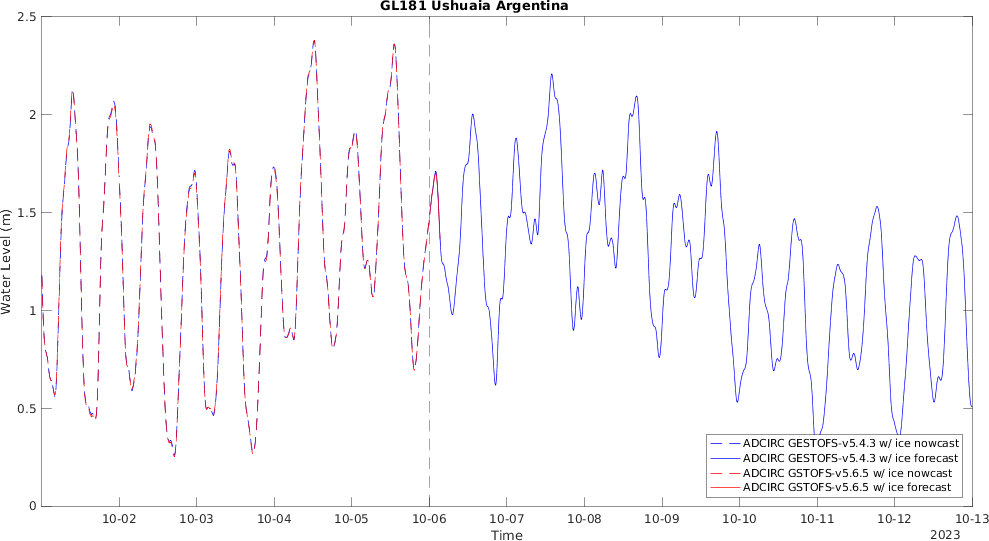 GL181 Ushuaia Argentina
2.5
2
1.5
1
0.5
0
Water Level (m)
10-02
10-03
10-04
10-05
10-06
10-07
10-08
10-09
10-10
10-11
10-12
10-13
Time
2023
ADCIRC GESTOFS-v5.4.3 w/ ice nowcast
ADCIRC GESTOFS-v5.4.3 w/ ice forecast
ADCIRC GSTOFS-v5.6.5 w/ ice nowcast
ADCIRC GSTOFS-v5.6.5 w/ ice forecast